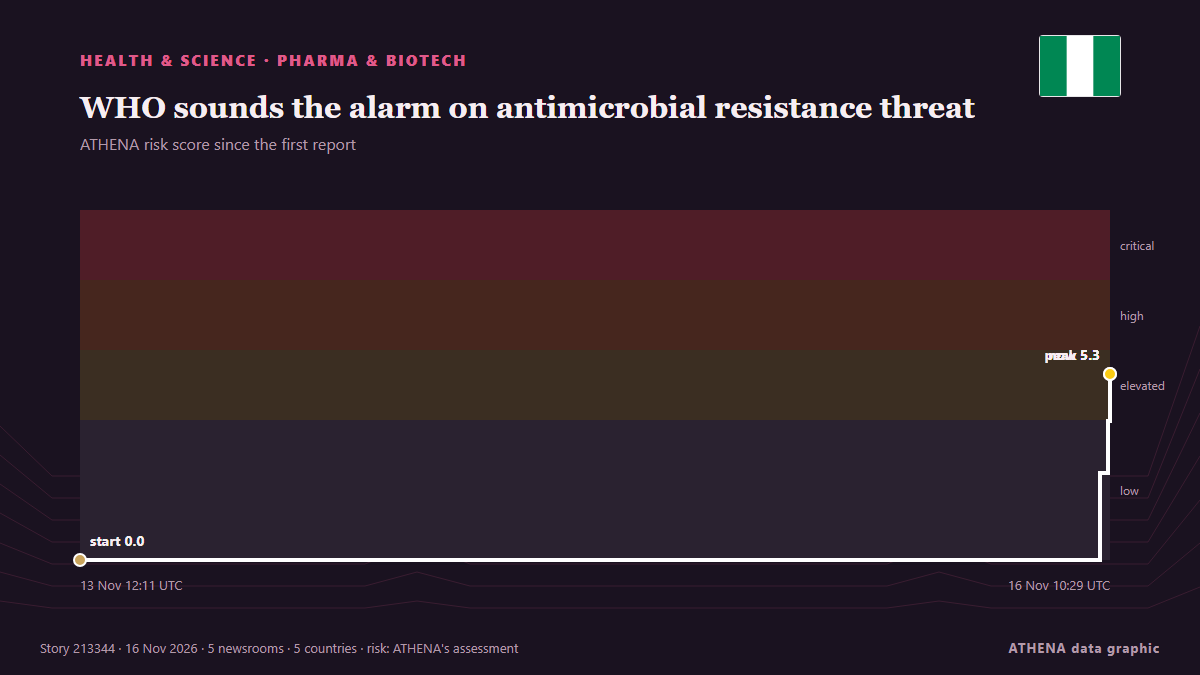 HEALTH & SCIENCE · PHARMA & BIOTECH
WHO sounds the alarm on antimicrobial resistance threat
ATHENA risk score since the first report
critical
high
peak 5.3
elevated
low
start 0.0
13 Nov 12:11 UTC
16 Nov 10:29 UTC
Story 213344 · 16 Nov 2026 · 5 newsrooms · 5 countries · risk: ATHENA's assessment
ATHENA data graphic